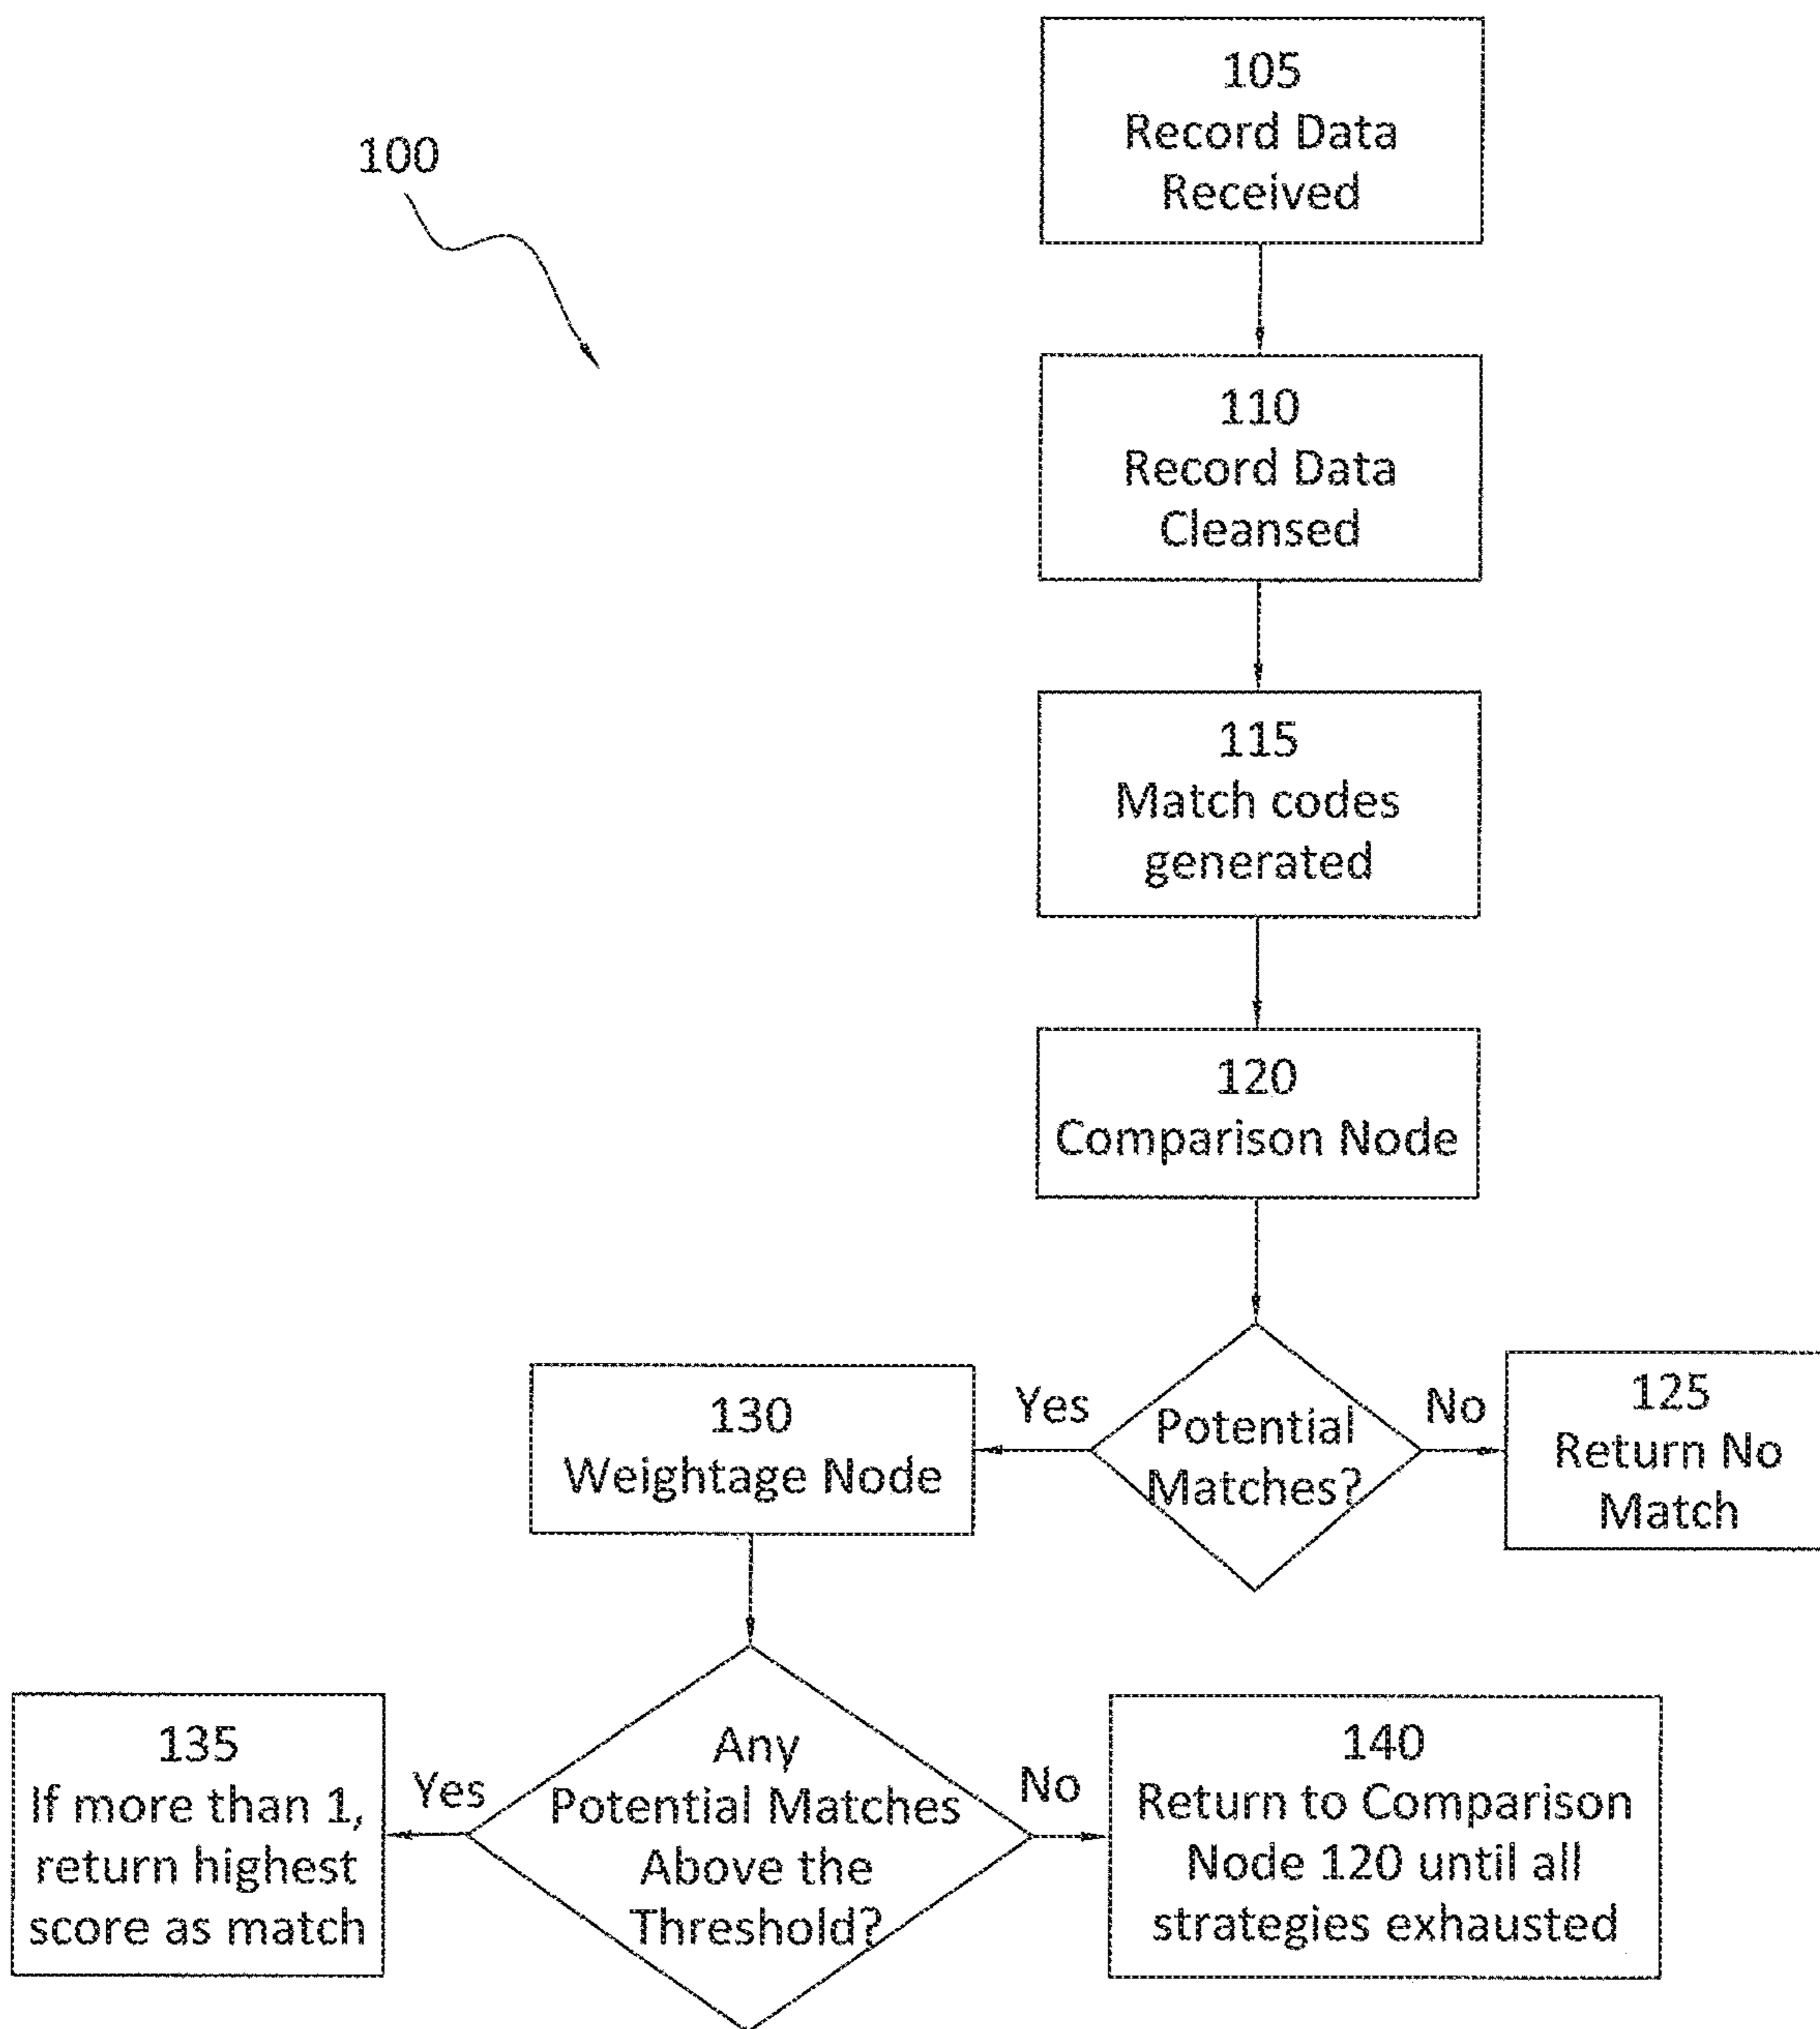 105
Record Data
Received
100
110
Record Data
Cleansed
115
Match codes
generated
120
Comparison Node
Yes
Potential
Matches?
No
125
Return No
Match
130
Weightage Node
135
If more than 1,
return highest
score as match
Yes
Any
Potential Matches
Above the
Threshold?
No
140
Return to Comparison
Node 120 until all
strategies exhausted